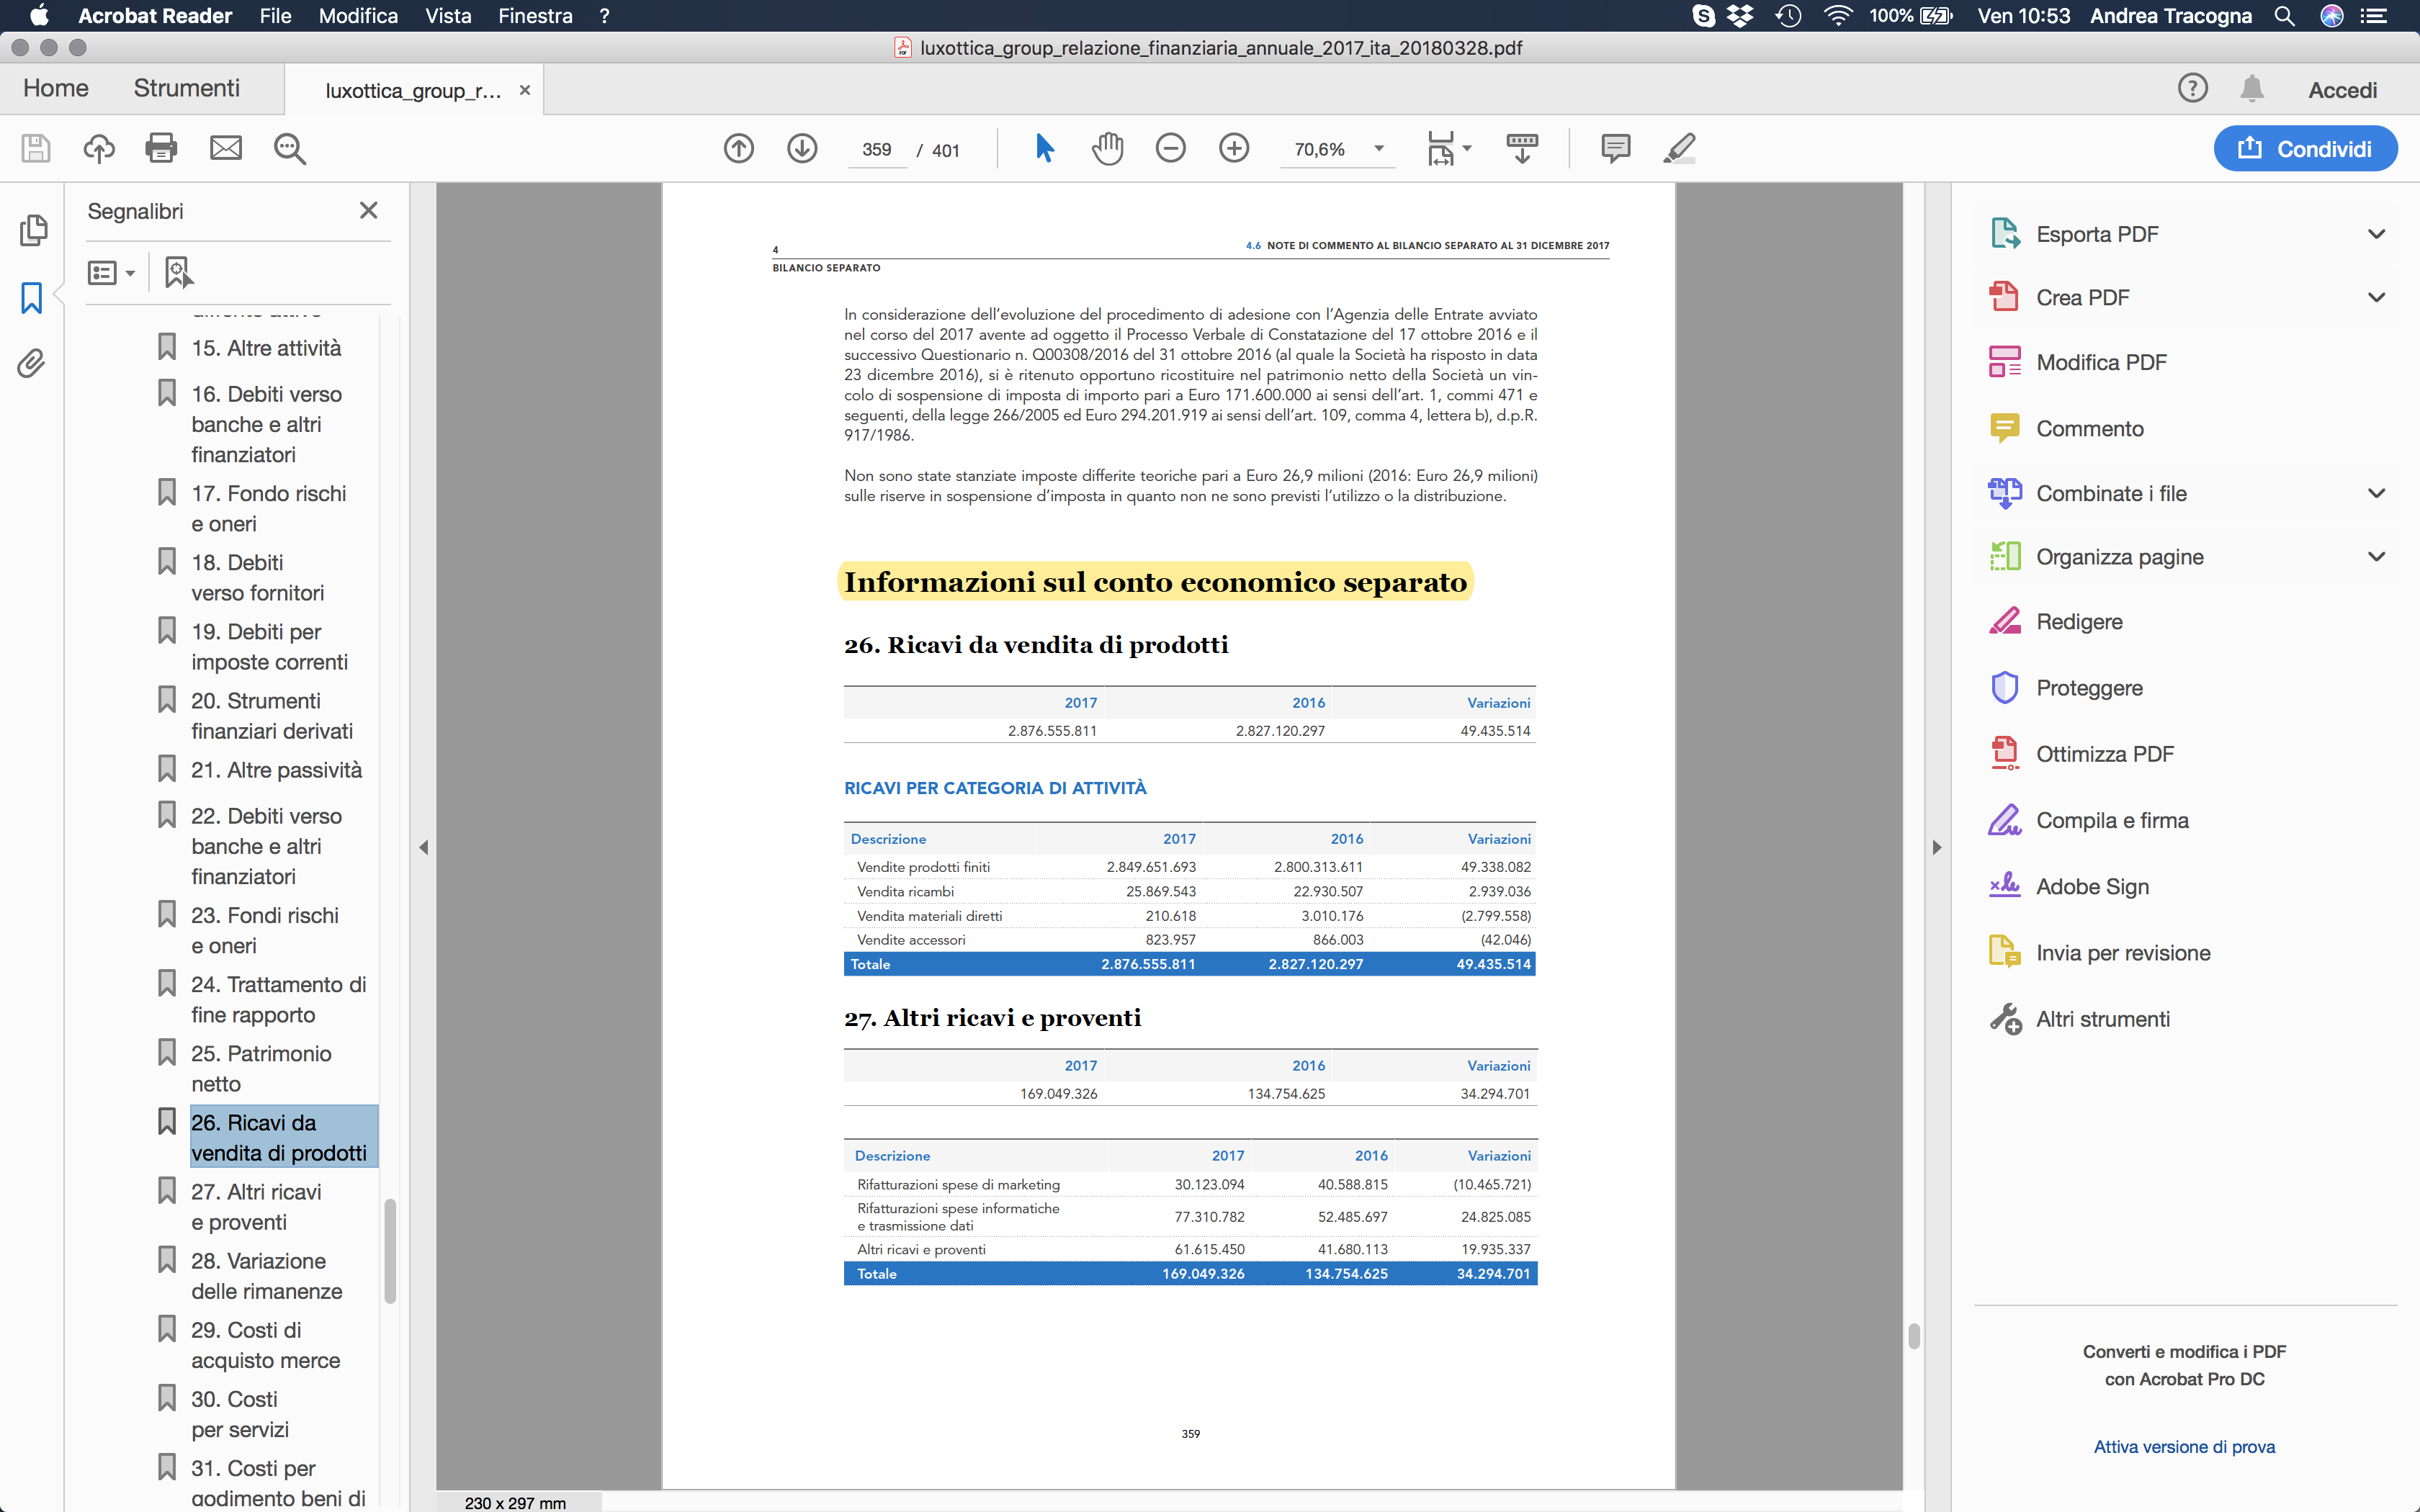 Acrobat Reader File Modifica Vista Finestra ? 100% Ven 10:53 Andrea Tracogna
luxottica_group_relazione_finanziaria_annuale_2017_ita_20180328.pdf
Home Strumenti luxottica_group_r... × ? Accedi
359 / 401 70,6% Condividi
Segnalibri
15. Altre attività
16. Debiti verso
banche e altri
finanziatori
17. Fondo rischi
e oneri
18. Debiti
verso fornitori
19. Debiti per
imposte correnti
20. Strumenti
finanziari derivati
21. Altre passività
22. Debiti verso
banche e altri
finanziatori
23. Fondi rischi
e oneri
24. Trattamento di
fine rapporto
25. Patrimonio
netto
26. Ricavi da
vendita di prodotti
27. Altri ricavi
e proventi
28. Variazione
delle rimanenze
29. Costi di
acquisto merce
30. Costi
per servizi
31. Costi per
godimento beni di
4
4.6 NOTE DI COMMENTO AL BILANCIO SEPARATO AL 31 DICEMBRE 2017
BILANCIO SEPARATO
In considerazione dell'evoluzione del procedimento di adesione con l'Agenzia delle Entrate avviato
nel corso del 2017 avente ad oggetto il Processo Verbale di Constatazione del 17 ottobre 2016 e il
successivo Questionario n. Q00308/2016 del 31 ottobre 2016 (al quale la Società ha risposto in data
23 dicembre 2016), si è ritenuto opportuno ricostituire nel patrimonio netto della Società un vin-
colo di sospensione di imposta di importo pari a Euro 171.600.000 ai sensi dell'art. 1, commi 471 e
seguenti, della legge 266/2005 ed Euro 294.201.919 ai sensi dell'art. 109, comma 4, lettera b), d.p.R.
917/1986.
Non sono state stanziate imposte differite teoriche pari a Euro 26,9 milioni (2016: Euro 26,9 milioni)
sulle riserve in sospensione d'imposta in quanto non ne sono previsti l'utilizzo o la distribuzione.
Informazioni sul conto economico separato
26. Ricavi da vendita di prodotti
2017 2016 Variazioni
2.876.555.811 2.827.120.297 49.435.514
RICAVI PER CATEGORIA DI ATTIVITÀ
Descrizione 2017 2016 Variazioni
Vendite prodotti finiti 2.849.651.693 2.800.313.611 49.338.082
Vendita ricambi 25.869.543 22.930.507 2.939.036
Vendita materiali diretti 210.618 3.010.176 (2.799.558)
Vendite accessori 823.957 866.003 (42.046)
Totale 2.876.555.811 2.827.120.297 49.435.514
27. Altri ricavi e proventi
2017 2016 Variazioni
169.049.326 134.754.625 34.294.701
Descrizione 2017 2016 Variazioni
Rifatturazioni spese di marketing 30.123.094 40.588.815 (10.465.721)
Rifatturazioni spese informatiche
e trasmissione dati 77.310.782 52.485.697 24.825.085
Altri ricavi e proventi 61.615.450 41.680.113 19.935.337
Totale 169.049.326 134.754.625 34.294.701
359
230 x 297 mm
Esporta PDF
Crea PDF
Modifica PDF
Commento
Combinate i file
Organizza pagine
Redigere
Proteggere
Ottimizza PDF
Compila e firma
Adobe Sign
Invia per revisione
Altri strumenti
Converti e modifica i PDF
con Acrobat Pro DC
Attiva versione di prova